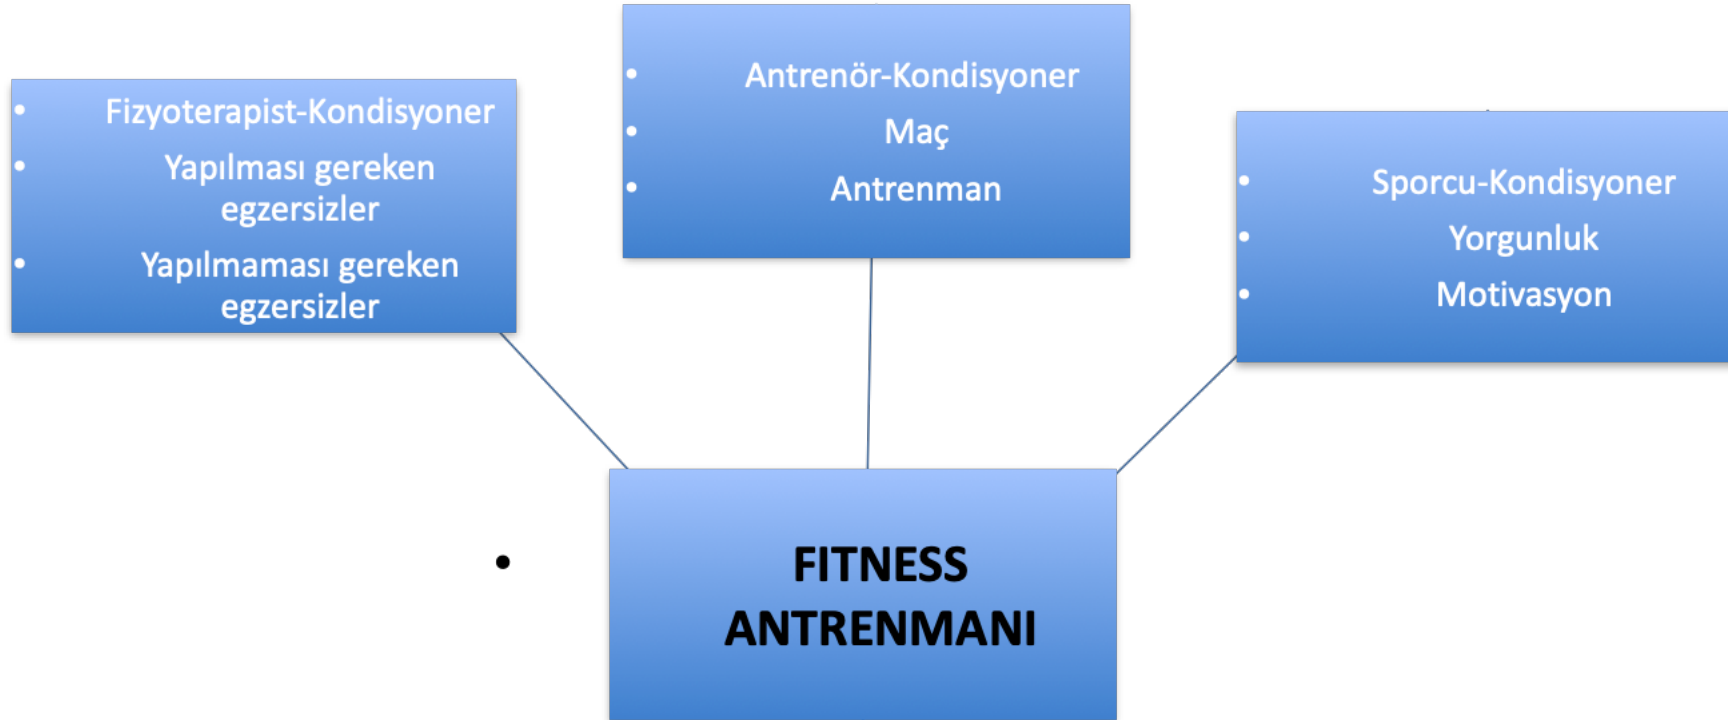 • Fizyoterapist-Kondisyoner
• Yapılması gereken
egzersizler
• Yapılmaması gereken
egzersizler
• Antrenör-Kondisyoner
• Maç
• Antrenman
• Sporcu-Kondisyoner
• Yorgunluk
• Motivasyon
• FITNESS
ANTRENMANI